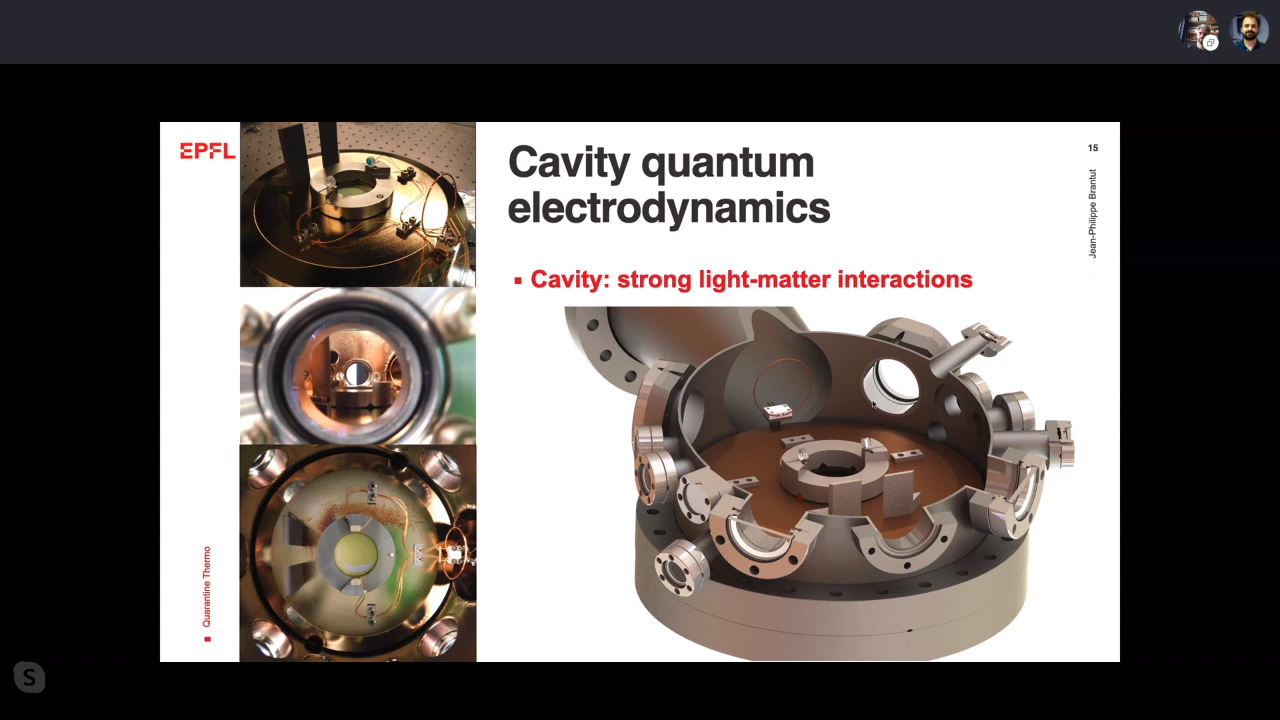 EPFL
Cavity quantum
electrodynamics
15
Jean-Philippe Brantut
▪ Cavity: strong light-matter interactions
▪ Quarantine Thermo
S